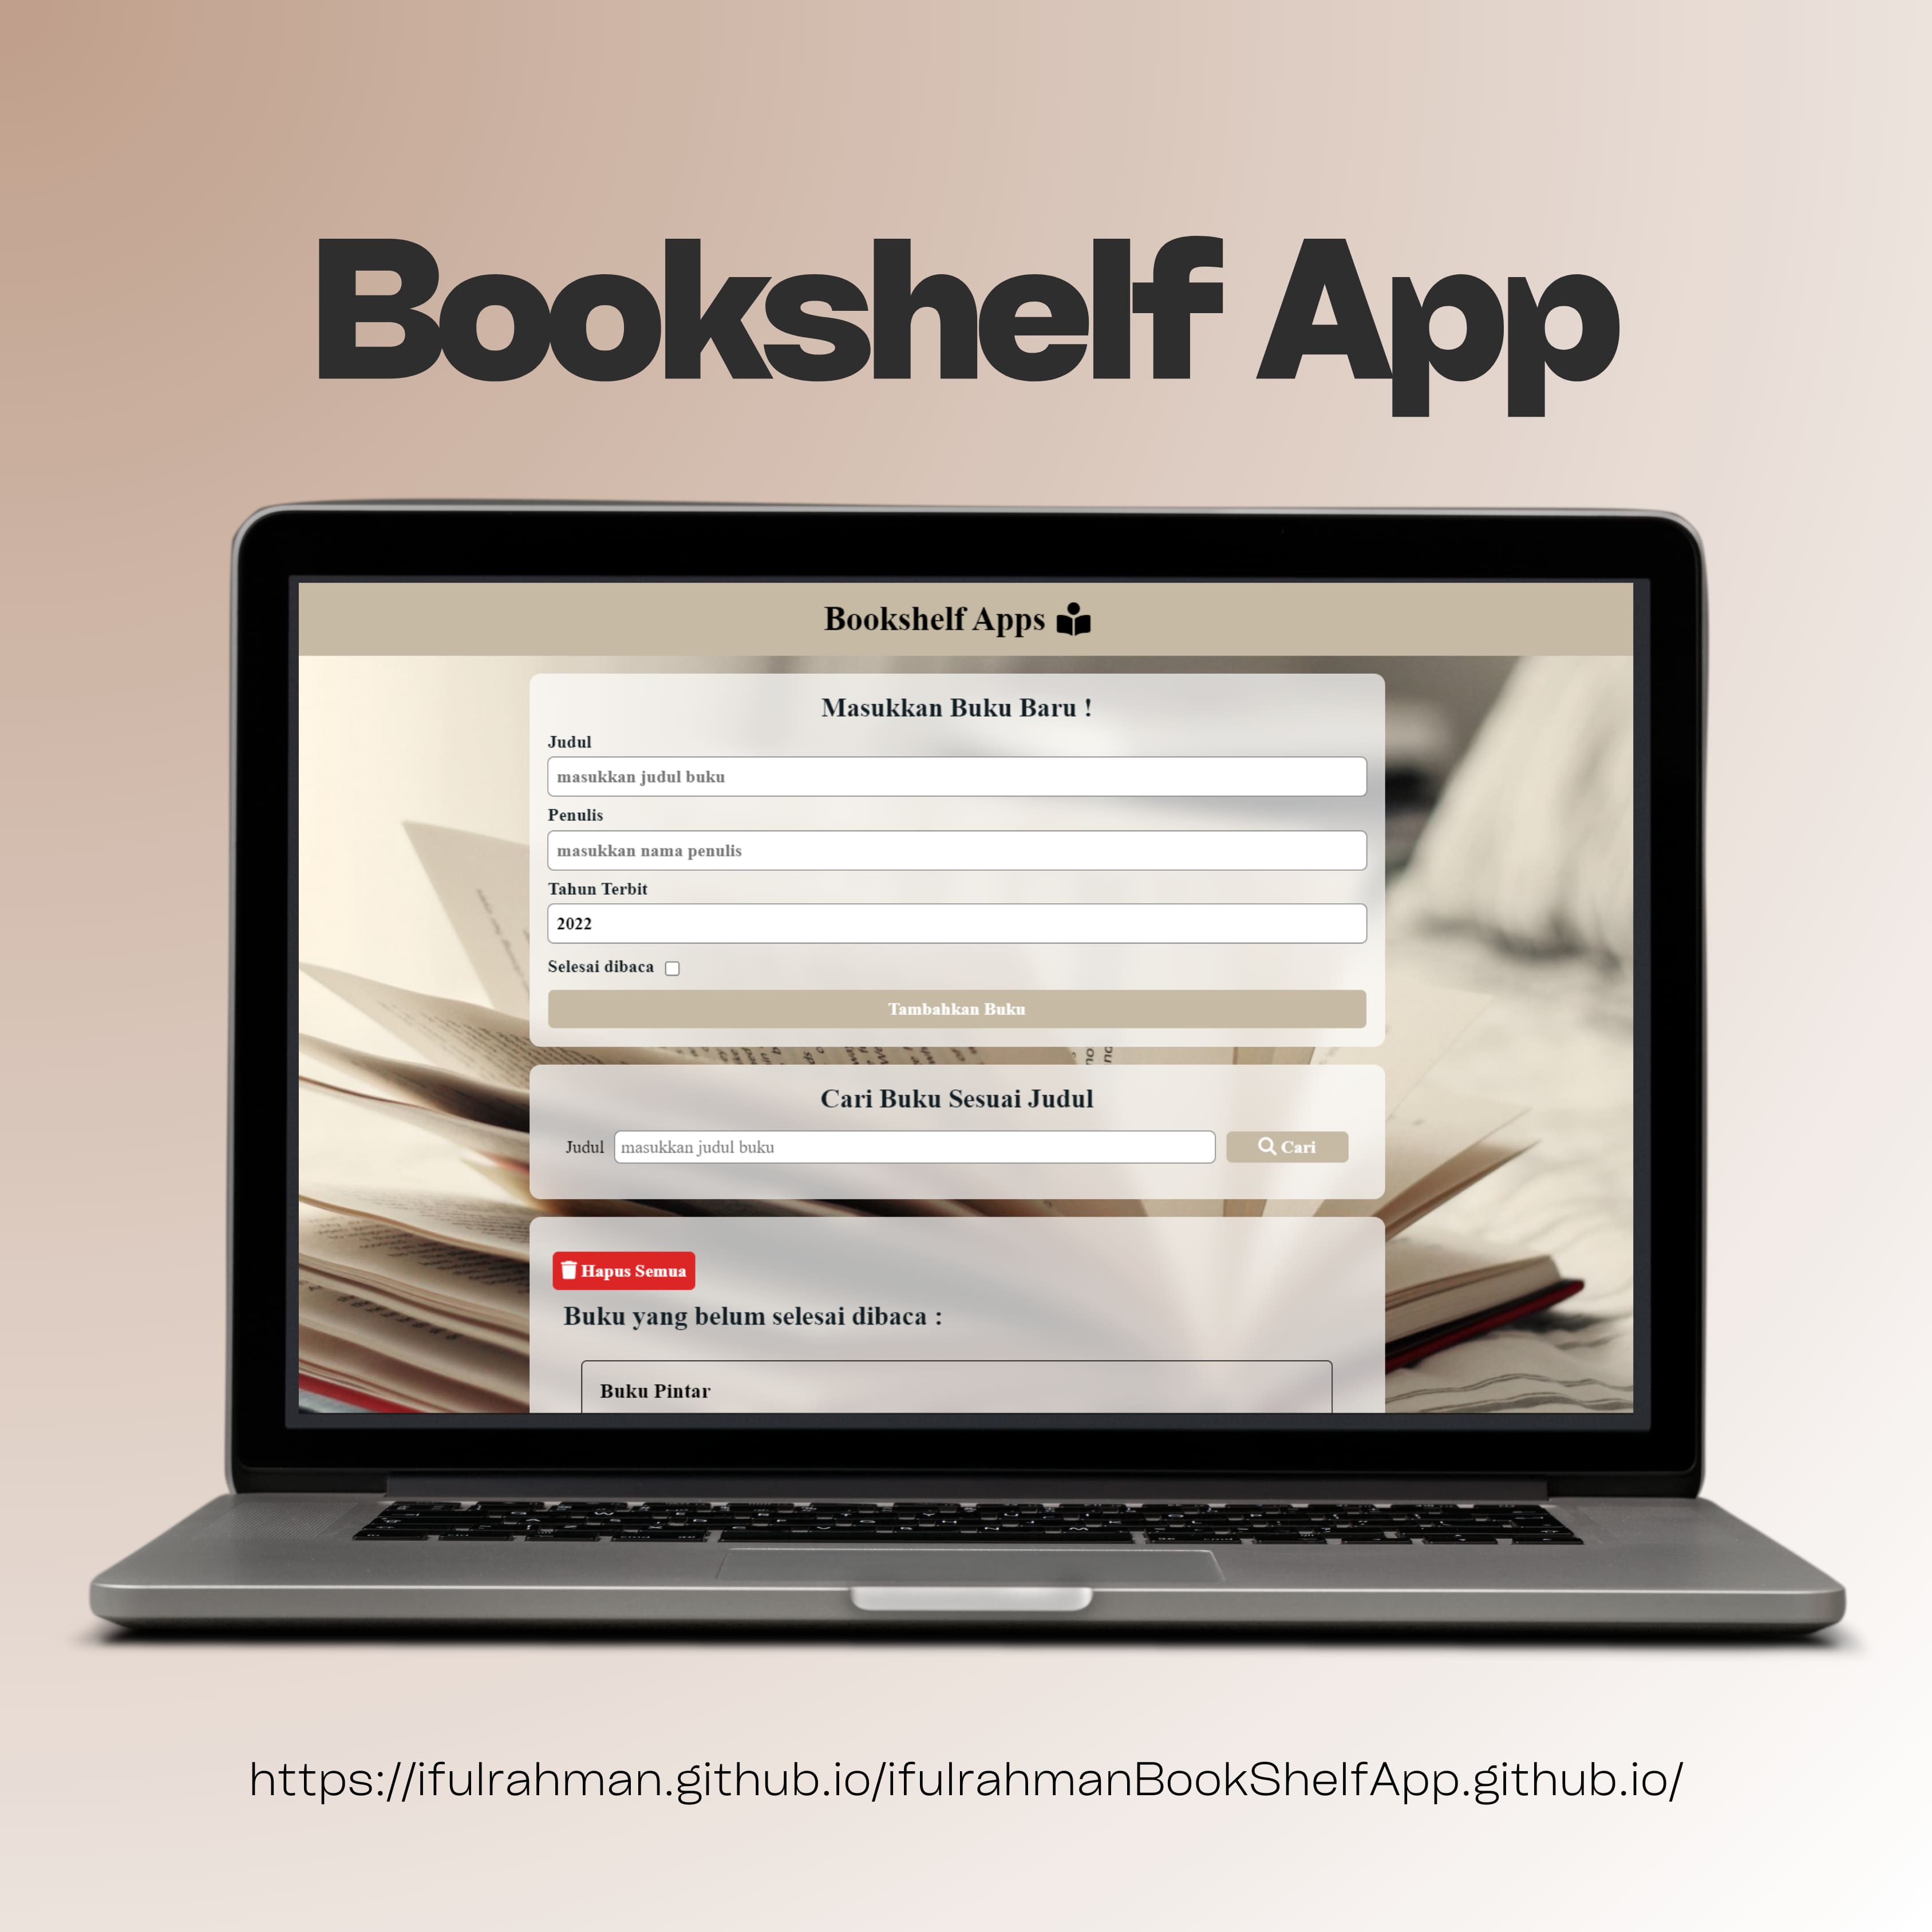 Bookshelf App
Bookshelf Apps
Masukkan Buku Baru !
Judul
masukkan judul buku
Penulis
masukkan nama penulis
Tahun Terbit
2022
Selesai dibaca
Tambahkan Buku
Cari Buku Sesuai Judul
Judul masukkan judul buku Cari
Hapus Semua
Buku yang belum selesai dibaca :
Buku Pintar
https://ifulrahman.github.io/ifulrahmanBookShelfApp.github.io/